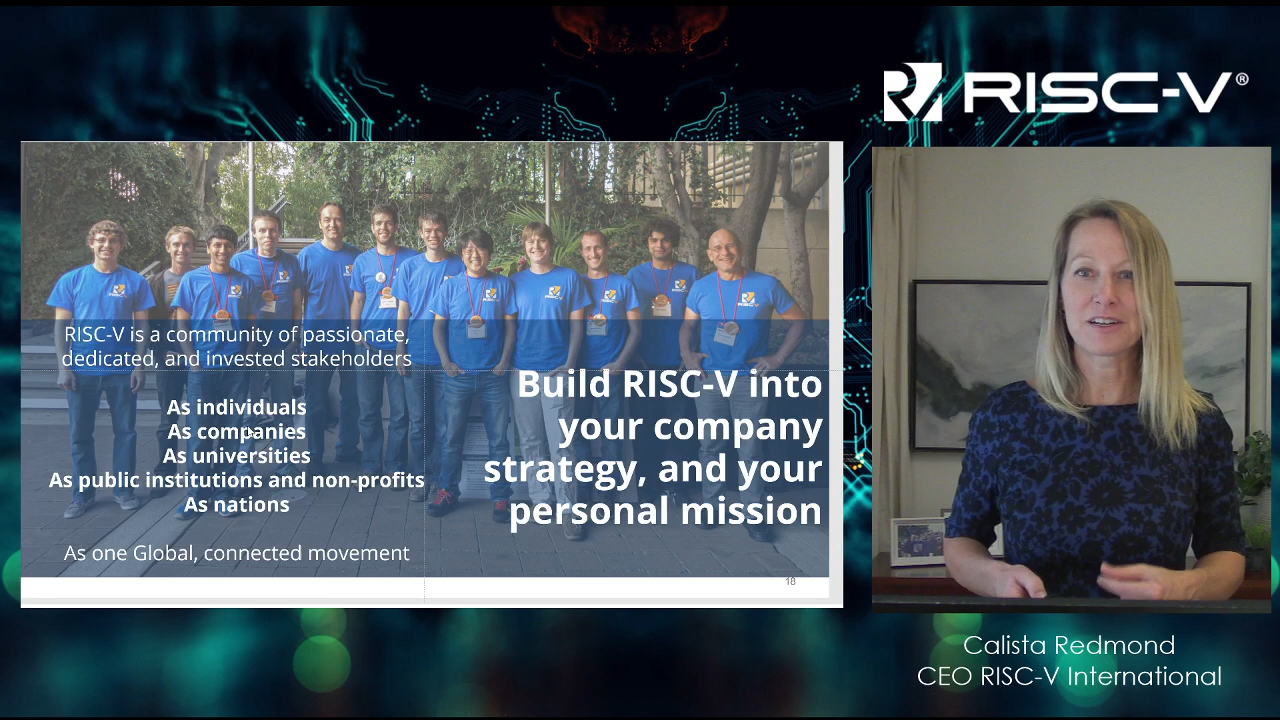 RISC-V®
RISC-V is a community of passionate,
dedicated, and invested stakeholders
As individuals
As companies
As universities
As public institutions and non-profits
As nations
As one Global, connected movement
Build RISC-V into
your company
strategy, and your
personal mission
18
Calista Redmond
CEO RISC-V International